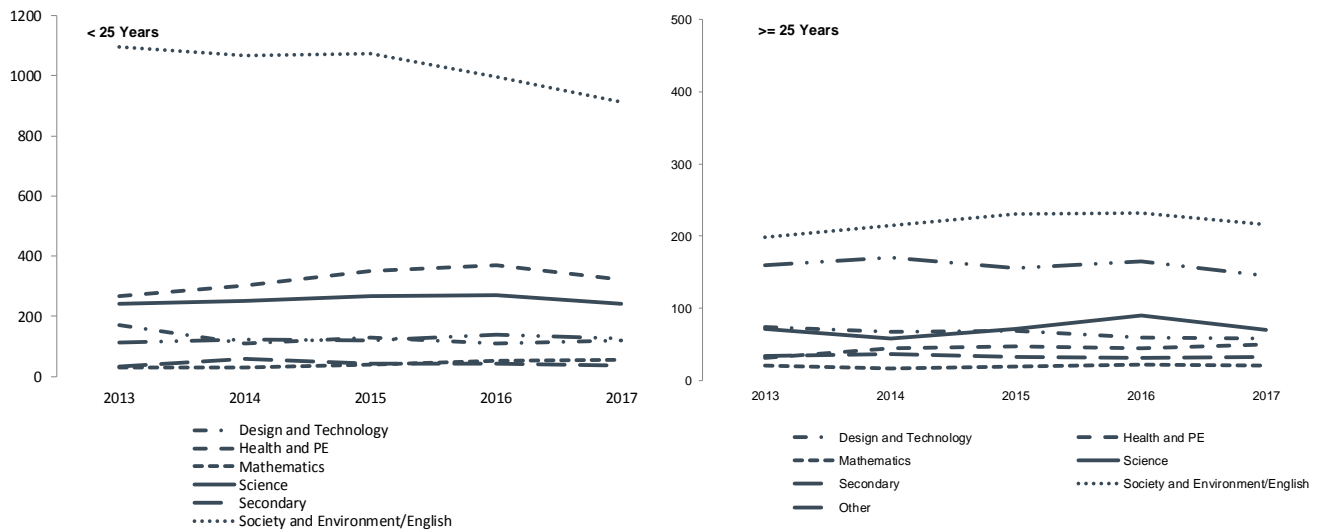 < 25 Years
1200
1000
800
600
400
200
0
2013 2014 2015 2016 2017
Design and Technology
Health and PE
Mathematics
Science
Secondary
Society and Environment/English
>= 25 Years
500
400
300
200
100
0
2013 2014 2015 2016 2017
Design and Technology Health and PE
Mathematics Science
Secondary Society and Environment/English
Other